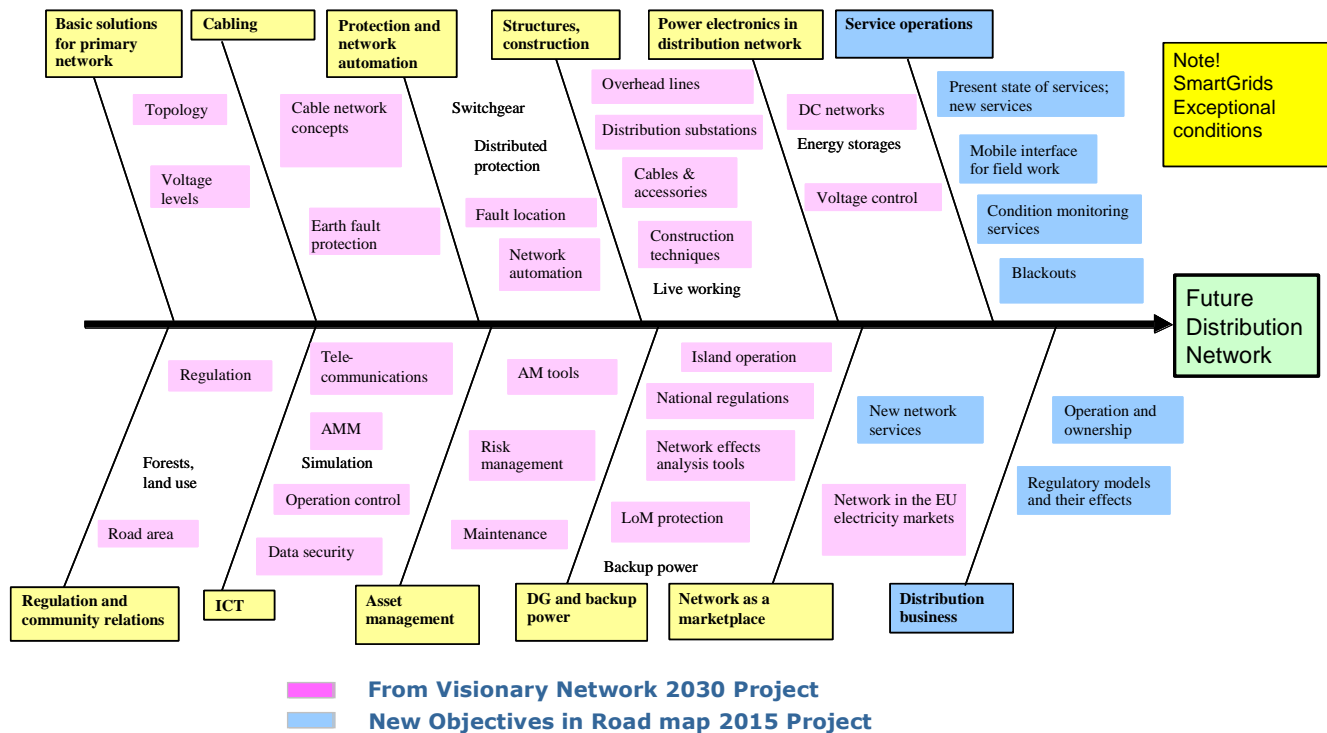 Basic solutions
for primary
network
Cabling
Protection and
network
automation
Structures,
construction
Power electronics in
distribution network
Service operations
Note!
SmartGrids
Exceptional
conditions
Topology
Voltage
levels
Cable network
concepts
Earth fault
protection
Switchgear
Distributed
protection
Fault location
Network
automation
Overhead lines
Distribution substations
Cables &
accessories
Construction
techniques
Live working
DC networks
Energy storages
Voltage control
Present state of services;
new services
Mobile interface
for field work
Condition monitoring
services
Blackouts
Future
Distribution
Network
Regulation
Forests,
land use
Road area
Tele-
communications
AMM
Simulation
Operation control
Data security
AM tools
Risk
management
Maintenance
Island operation
National regulations
Network effects
analysis tools
LoM protection
Backup power
New network
services
Network in the EU
electricity markets
Operation and
ownership
Regulatory models
and their effects
Regulation and
community relations
ICT
Asset
management
DG and backup
power
Network as a
marketplace
Distribution
business
From Visionary Network 2030 Project
New Objectives in Road map 2015 Project